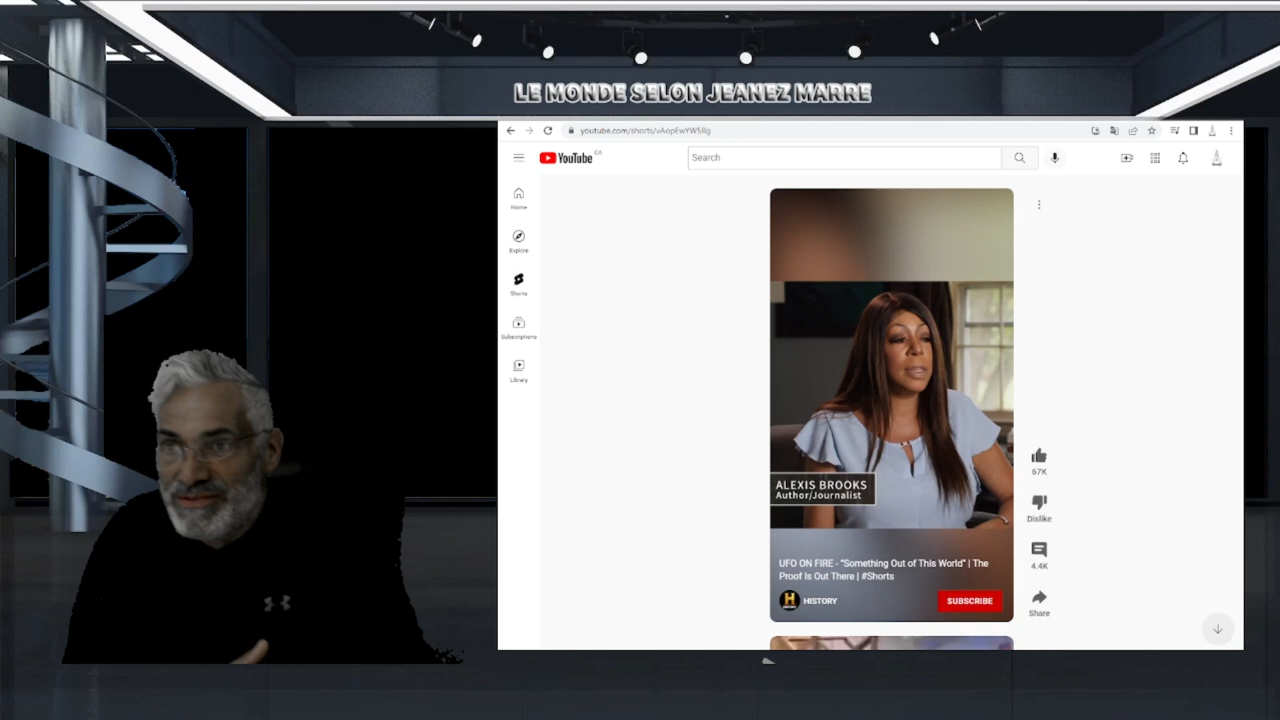 LE MONDE SELON JEANEZ MARRE
youtube.com/shorts/vAopEwYW5Rg
YouTube CA
Search
Home
Explore
Shorts
Subscriptions
Library
ALEXIS BROOKS
Author/Journalist
UFO ON FIRE - "Something Out of This World" | The
Proof Is Out There | #Shorts
H HISTORY
SUBSCRIBE
67K
Dislike
4.4K
Share